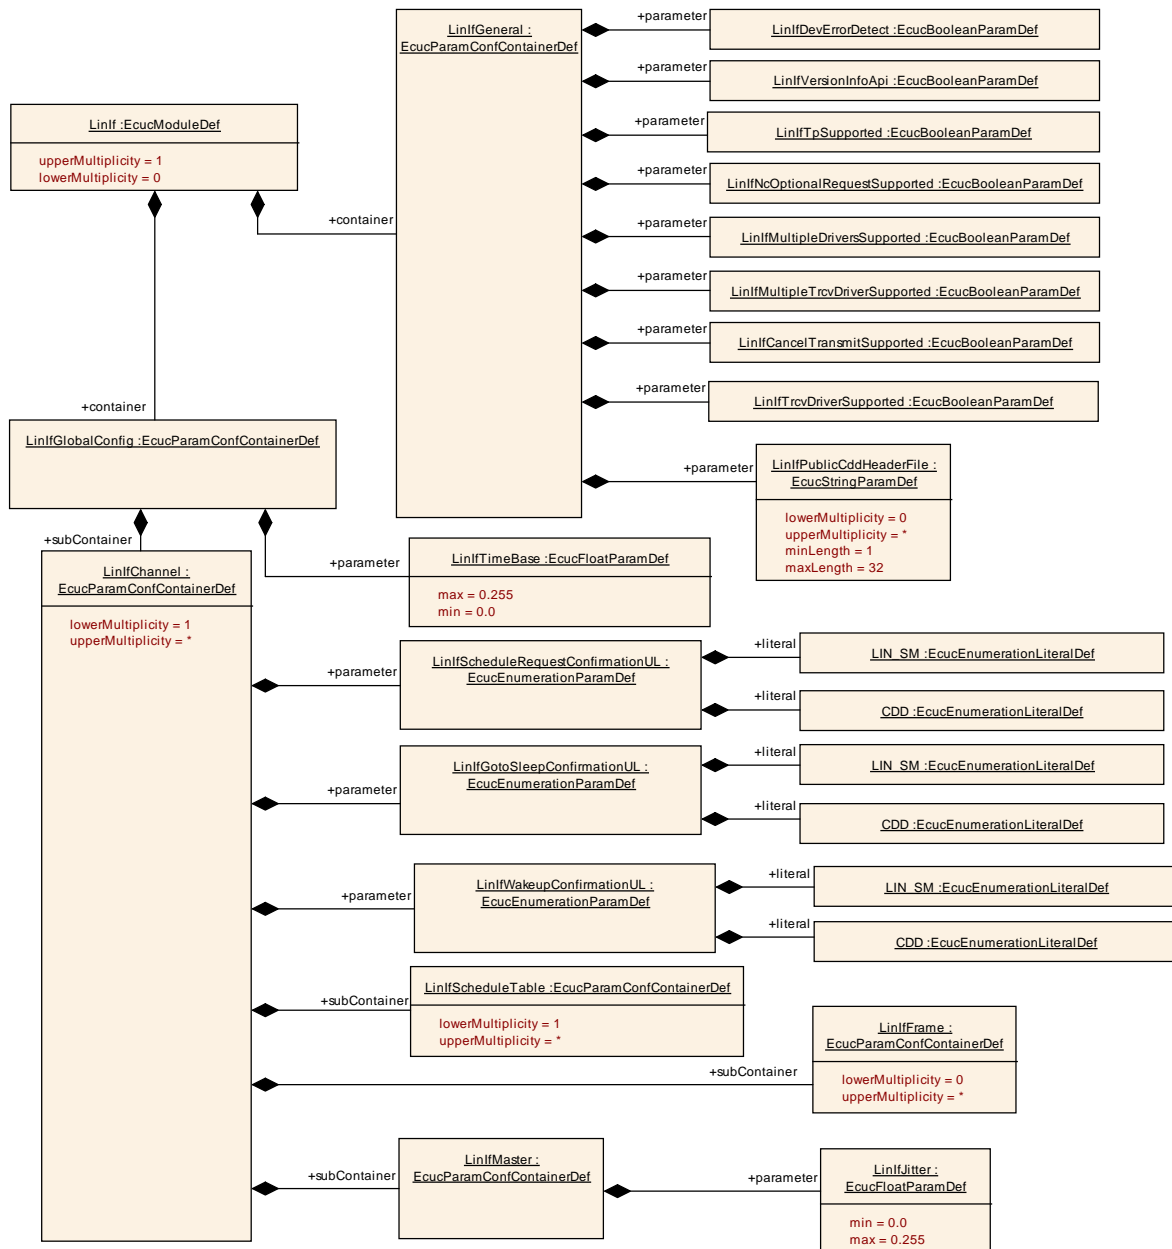 LinIfGeneral :
EcucParamConfContainerDef
+parameter
LinIfDevErrorDetect :EcucBooleanParamDef
+parameter
LinIfVersionInfoApi :EcucBooleanParamDef
LinIf :EcucModuleDef
upperMultiplicity = 1
lowerMultiplicity = 0
+parameter
LinIfTpSupported :EcucBooleanParamDef
+parameter
LinIfNcOptionalRequestSupported :EcucBooleanParamDef
+container
+parameter
LinIfMultipleDriversSupported :EcucBooleanParamDef
+parameter
LinIfMultipleTrcvDriverSupported :EcucBooleanParamDef
+parameter
LinIfCancelTransmitSupported :EcucBooleanParamDef
+parameter
LinIfTrcvDriverSupported :EcucBooleanParamDef
+container
LinIfGlobalConfig :EcucParamConfContainerDef
+parameter
LinIfPublicCddHeaderFile :
EcucStringParamDef
lowerMultiplicity = 0
upperMultiplicity = *
minLength = 1
maxLength = 32
+subContainer
LinIfChannel :
EcucParamConfContainerDef
lowerMultiplicity = 1
upperMultiplicity = *
+parameter
LinIfTimeBase :EcucFloatParamDef
max = 0.255
min = 0.0
+parameter
LinIfScheduleRequestConfirmationUL :
EcucEnumerationParamDef
+literal
LIN_SM :EcucEnumerationLiteralDef
+literal
CDD :EcucEnumerationLiteralDef
+parameter
LinIfGotoSleepConfirmationUL :
EcucEnumerationParamDef
+literal
LIN_SM :EcucEnumerationLiteralDef
+literal
CDD :EcucEnumerationLiteralDef
+parameter
LinIfWakeupConfirmationUL :
EcucEnumerationParamDef
+literal
LIN_SM :EcucEnumerationLiteralDef
+literal
CDD :EcucEnumerationLiteralDef
+subContainer
LinIfScheduleTable :EcucParamConfContainerDef
lowerMultiplicity = 1
upperMultiplicity = *
+subContainer
LinIfFrame :
EcucParamConfContainerDef
lowerMultiplicity = 0
upperMultiplicity = *
+subContainer
LinIfMaster :
EcucParamConfContainerDef
+parameter
LinIfJitter :
EcucFloatParamDef
min = 0.0
max = 0.255